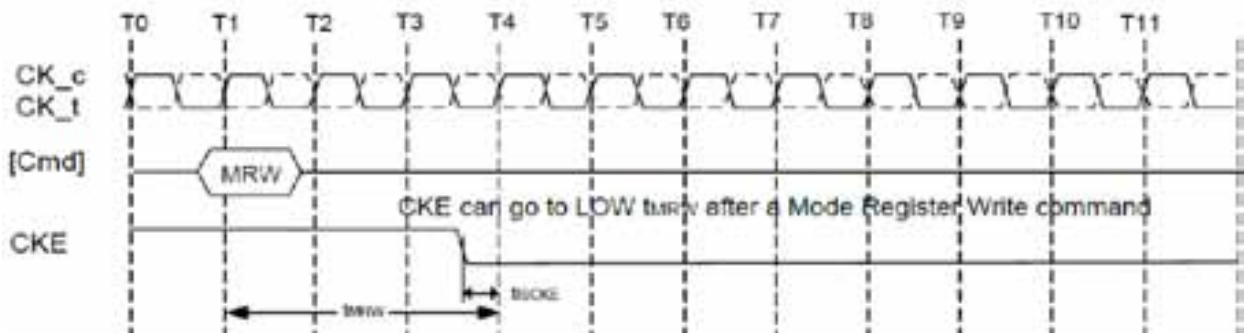 T0 T1 T2 T3 T4 T5 T6 T7 T8 T9 T10 T11
CK_c
CK_t
[Cmd]
MRW
CKE can go to LOW tMRW after a Mode Register Write command
CKE
tISCKE
tMRW